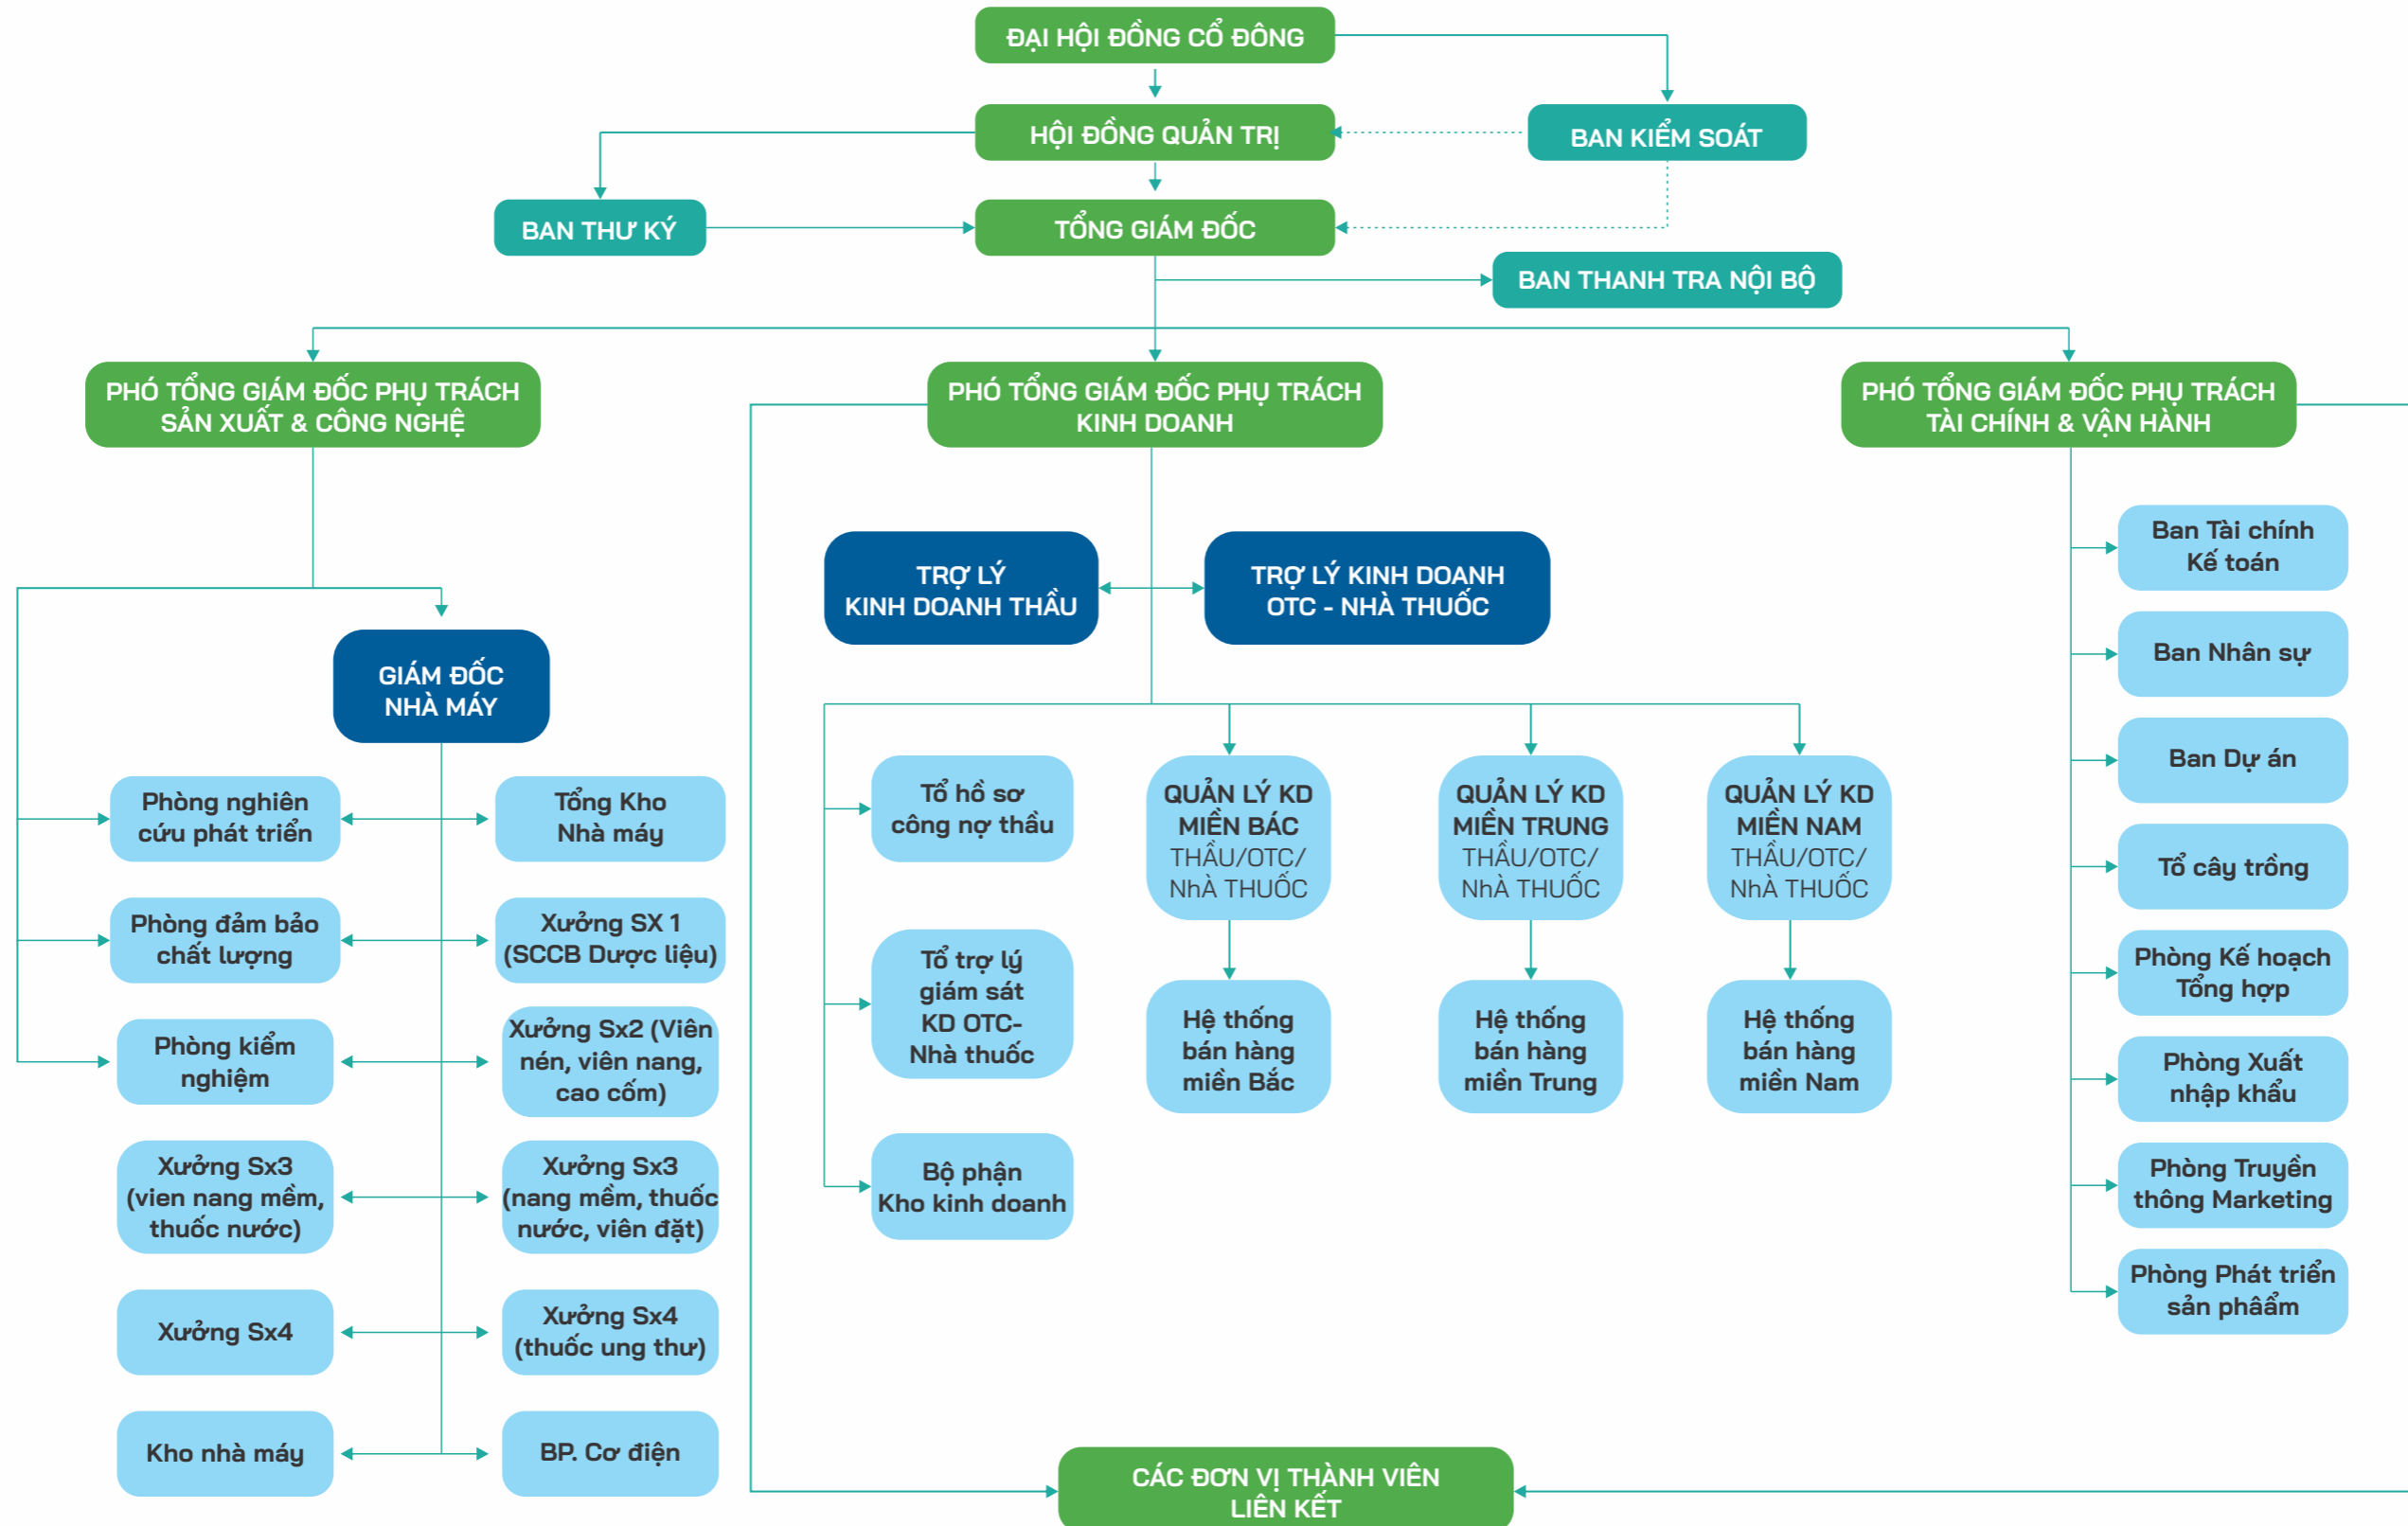 ĐẠI HỘI ĐỒNG CỔ ĐÔNG
HỘI ĐỒNG QUẢN TRỊ
BAN KIỂM SOÁT
BAN THƯ KÝ
TỔNG GIÁM ĐỐC
BAN THANH TRA NỘI BỘ
PHÓ TỔNG GIÁM ĐỐC PHỤ TRÁCH
SẢN XUẤT & CÔNG NGHỆ
PHÓ TỔNG GIÁM ĐỐC PHỤ TRÁCH
KINH DOANH
PHÓ TỔNG GIÁM ĐỐC PHỤ TRÁCH
TÀI CHÍNH & VẬN HÀNH
GIÁM ĐỐC
NHÀ MÁY
Phòng nghiên
cứu phát triển
Tổng Kho
Nhà máy
Phòng đảm bảo
chất lượng
Xưởng SX 1
(SCCB Dược liệu)
Phòng kiểm
nghiệm
Xưởng Sx2 (Viên
nén, viên nang,
cao cốm)
Xưởng Sx3
(vien nang mềm,
thuốc nước)
Xưởng Sx3
(nang mềm, thuốc
nước, viên đặt)
Xưởng Sx4
Xưởng Sx4
(thuốc ung thư)
Kho nhà máy
BP. Cơ điện
TRỢ LÝ
KINH DOANH THẦU
TRỢ LÝ KINH DOANH
OTC - NHÀ THUỐC
Tổ hồ sơ
công nợ thầu
Tổ trợ lý
giám sát
KD OTC-
Nhà thuốc
Bộ phận
Kho kinh doanh
QUẢN LÝ KD
MIỀN BÁC
THẦU/OTC/
NhÀ THUỐC
Hệ thống
bán hàng
miền Bắc
QUẢN LÝ KD
MIỀN TRUNG
THẦU/OTC/
NhÀ THUỐC
Hệ thống
bán hàng
miền Trung
QUẢN LÝ KD
MIỀN NAM
THẦU/OTC/
NhÀ THUỐC
Hệ thống
bán hàng
miền Nam
Ban Tài chính
Kế toán
Ban Nhân sự
Ban Dự án
Tổ cây trồng
Phòng Kế hoạch
Tổng hợp
Phòng Xuất
nhập khẩu
Phòng Truyền
thông Marketing
Phòng Phát triển
sản phâẩm
CÁC ĐƠN VỊ THÀNH VIÊN
LIÊN KẾT